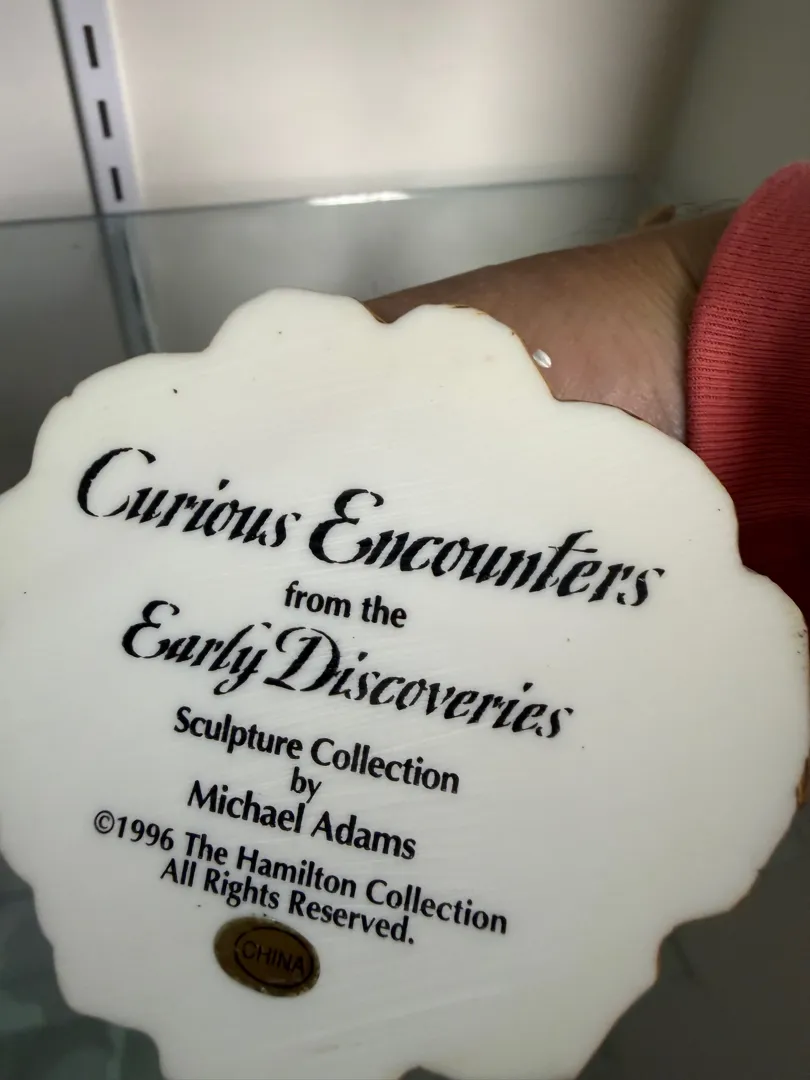 Curious Encounters
from the
Early Discoveries
Sculpture Collection
by
Michael Adams
©1996 The Hamilton Collection
All Rights Reserved.
CHINA